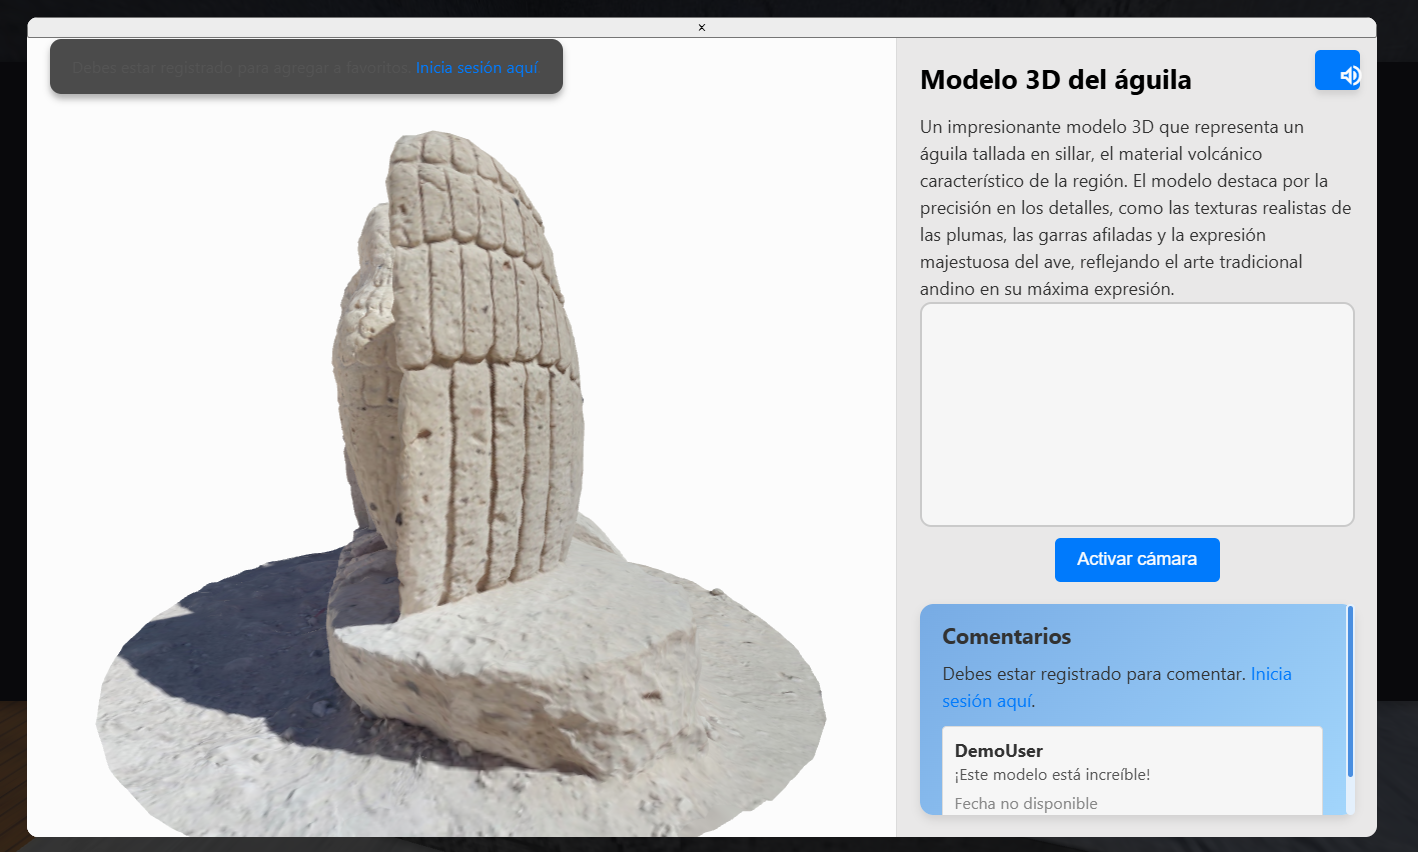 ×
Debes estar registrado para agregar a favoritos. Inicia sesión aquí
Modelo 3D del águila
Un impresionante modelo 3D que representa un
águila tallada en sillar, el material volcánico
característico de la región. El modelo destaca por la
precisión en los detalles, como las texturas realistas de
las plumas, las garras afiladas y la expresión
majestuosa del ave, reflejando el arte tradicional
andino en su máxima expresión.
Activar cámara
Comentarios
Debes estar registrado para comentar. Inicia
sesión aquí.
DemoUser
¡Este modelo está increíble!
Fecha no disponible